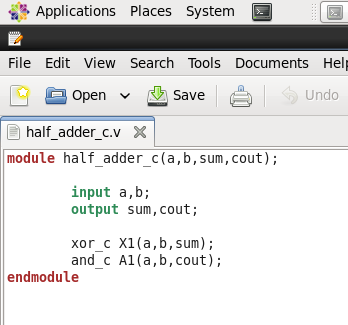 Applications Places System
File Edit View Search Tools Documents Help
Open Save Undo
half_adder_c.v
module half_adder_c(a,b,sum,cout);
input a,b;
output sum,cout;
xor_c X1(a,b,sum);
and_c A1(a,b,cout);
endmodule